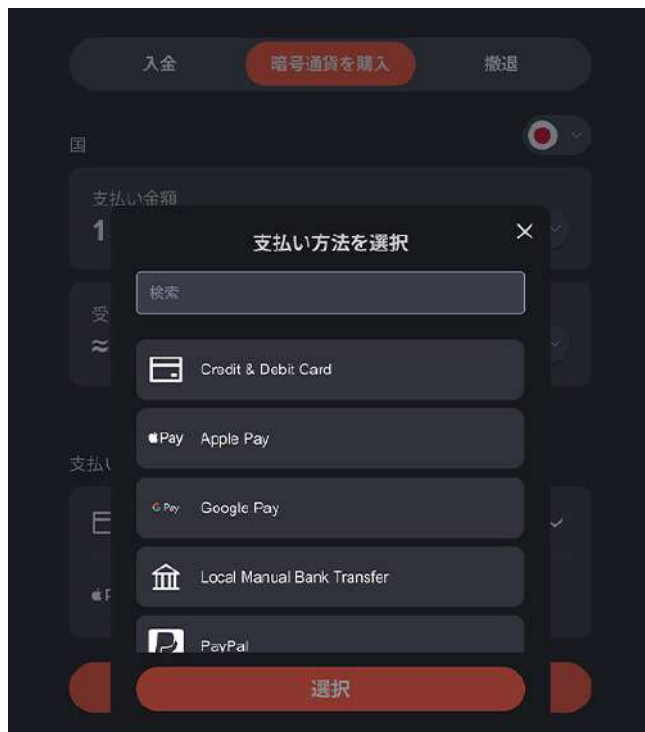 入金
暗号通貨を購入
撤退
国
支払い金額
1
支払い方法を選択
検索
受
≈
Credit & Debit Card
Pay Apple Pay
G Pay Google Pay
支払い
Local Manual Bank Transfer
PayPal
選択